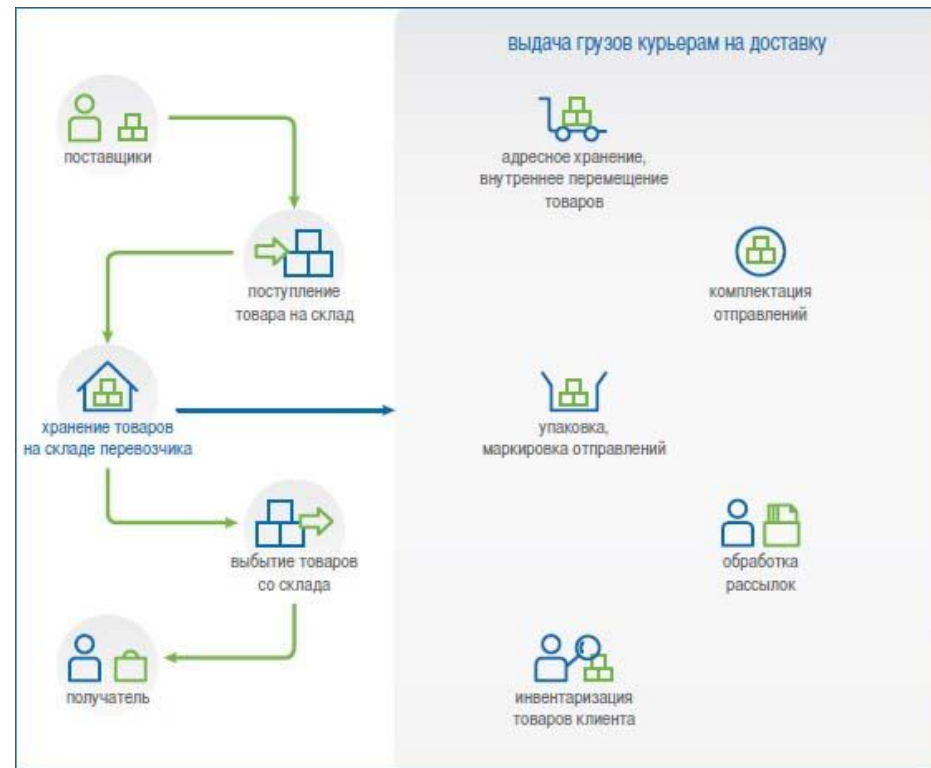 выдача грузов курьерам на доставку
поставщики
поступление
товара на склад
хранение товаров
на складе перевозчика
выбытие товаров
со склада
получатель
адресное хранение,
внутреннее перемещение
товаров
комплектация
отправлений
упаковка,
маркировка отправлений
обработка
рассылок
инвентаризация
товаров клиента